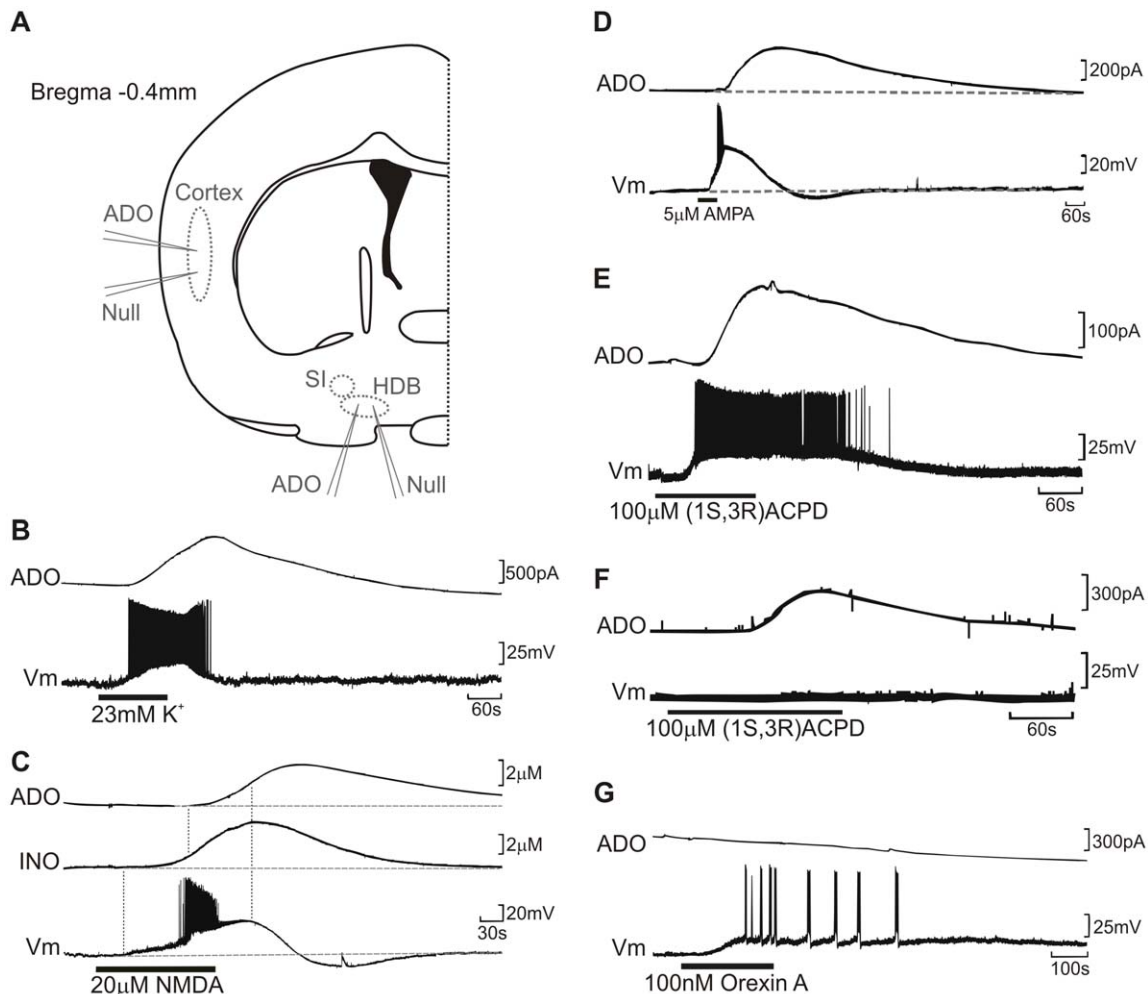 A
Bregma -0.4mm
Cortex
ADO
Null
SI
HDB
ADO
Null
B
ADO
500pA
25mV
Vm
60s
23mM K⁺
C
ADO
2μM
INO
2μM
20mV
30s
Vm
20μM NMDA
D
ADO
200pA
20mV
Vm
5μM AMPA
60s
E
ADO
100pA
25mV
Vm
60s
100μM (1S,3R)ACPD
F
ADO
300pA
25mV
Vm
100μM (1S,3R)ACPD
60s
G
ADO
300pA
25mV
Vm
100s
100nM Orexin A